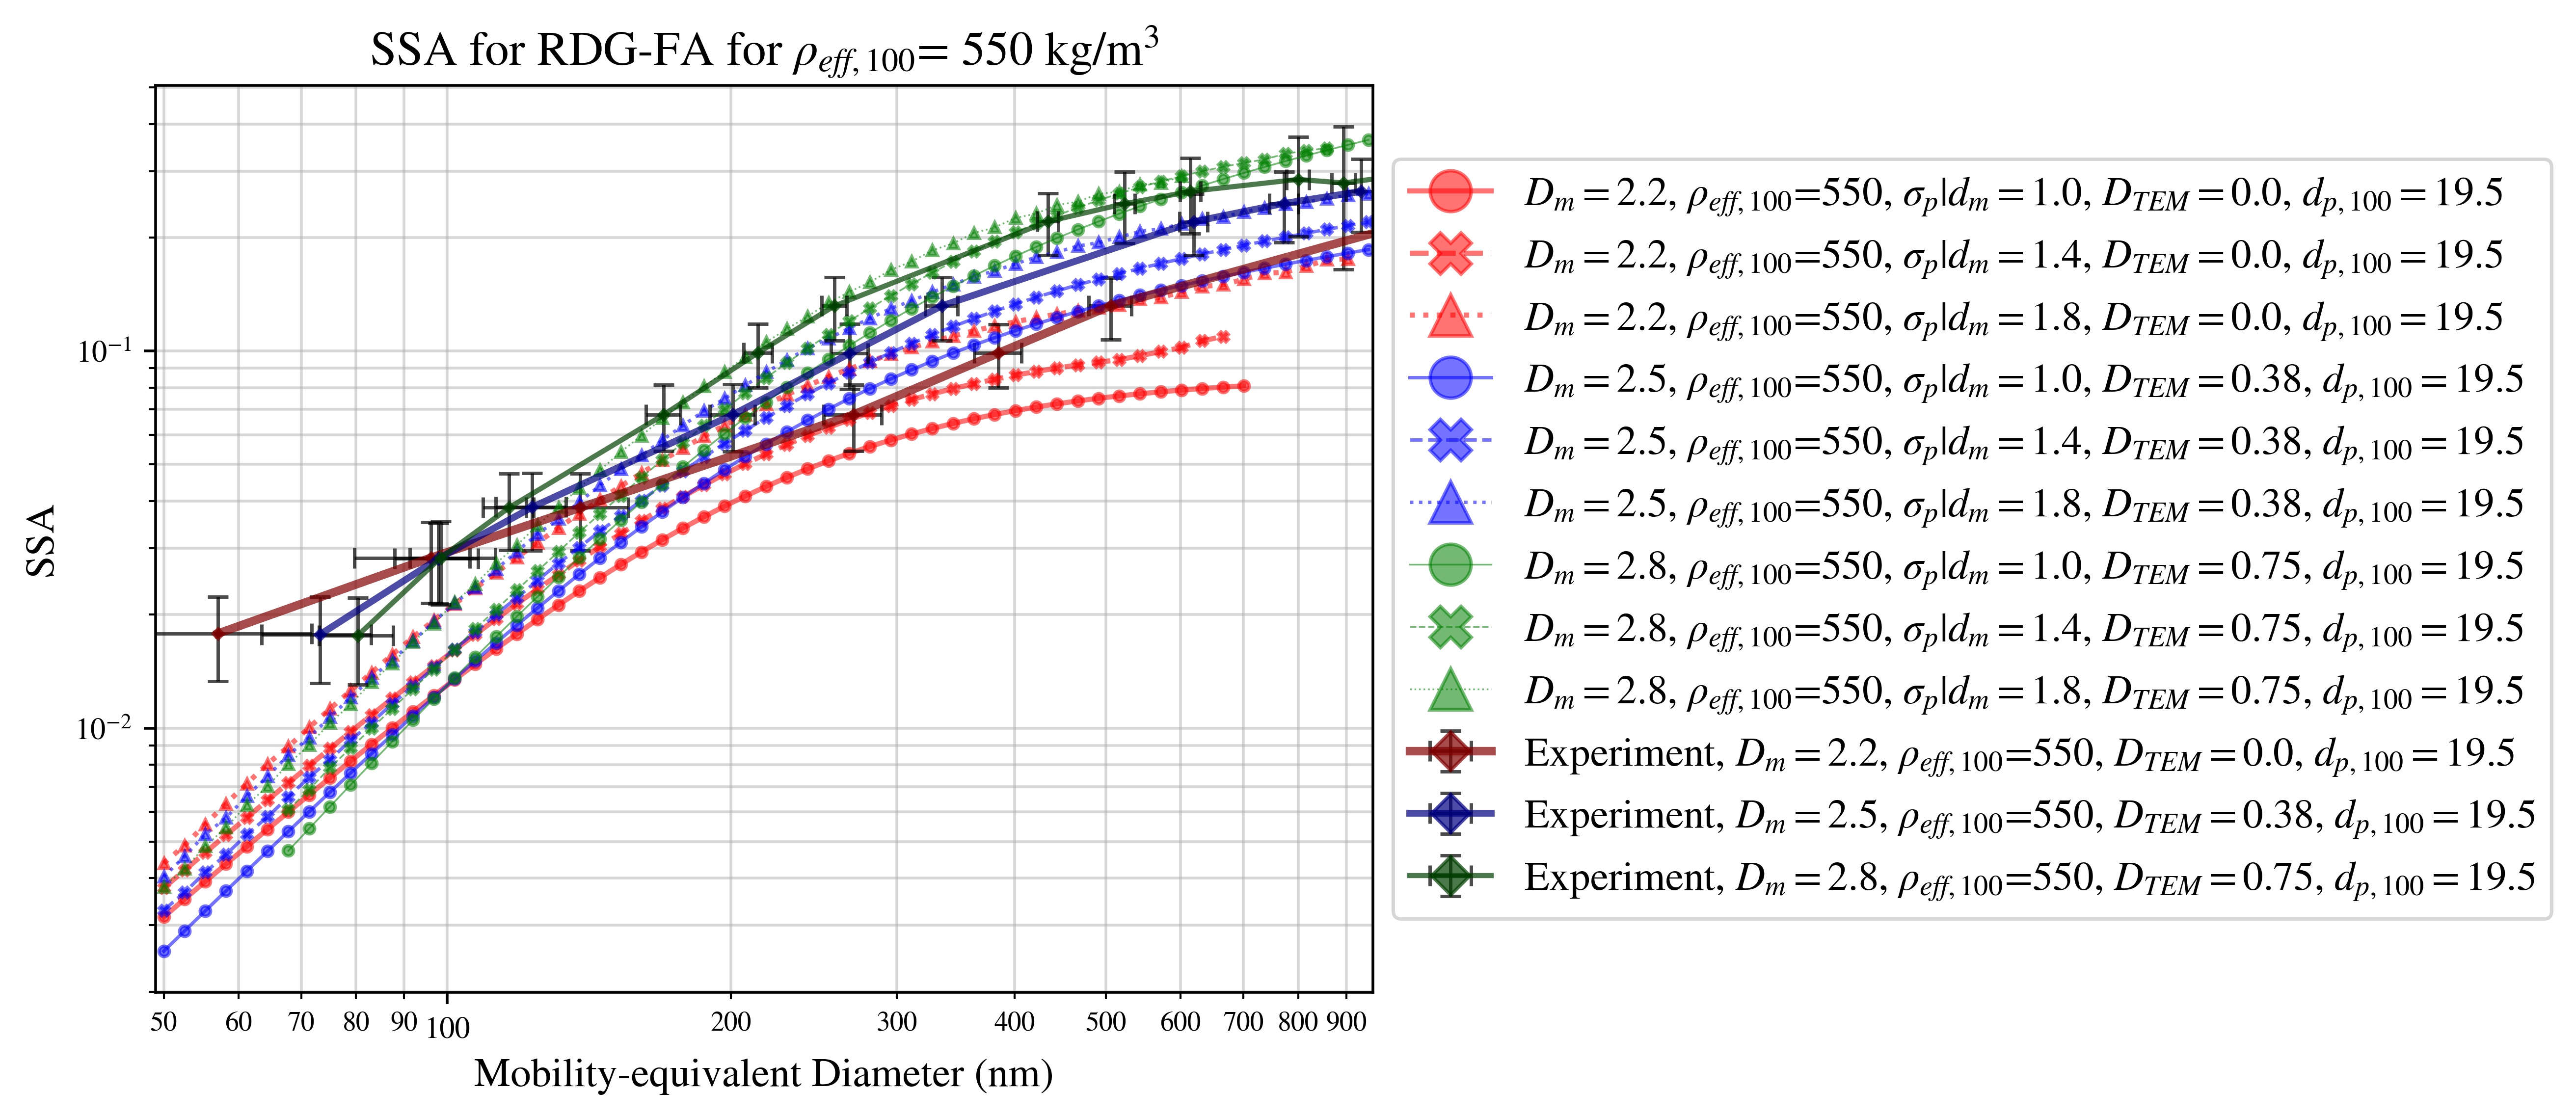 SSA for RDG-FA for ρeff,100= 550 kg/m³
SSA
10⁻¹
10⁻²
50 60 70 80 90 100 200 300 400 500 600 700 800 900
Mobility-equivalent Diameter (nm)
Dm = 2.2, ρeff,100=550, σp|dm = 1.0, DTEM = 0.0, dp,100 = 19.5
Dm = 2.2, ρeff,100=550, σp|dm = 1.4, DTEM = 0.0, dp,100 = 19.5
Dm = 2.2, ρeff,100=550, σp|dm = 1.8, DTEM = 0.0, dp,100 = 19.5
Dm = 2.5, ρeff,100=550, σp|dm = 1.0, DTEM = 0.38, dp,100 = 19.5
Dm = 2.5, ρeff,100=550, σp|dm = 1.4, DTEM = 0.38, dp,100 = 19.5
Dm = 2.5, ρeff,100=550, σp|dm = 1.8, DTEM = 0.38, dp,100 = 19.5
Dm = 2.8, ρeff,100=550, σp|dm = 1.0, DTEM = 0.75, dp,100 = 19.5
Dm = 2.8, ρeff,100=550, σp|dm = 1.4, DTEM = 0.75, dp,100 = 19.5
Dm = 2.8, ρeff,100=550, σp|dm = 1.8, DTEM = 0.75, dp,100 = 19.5
Experiment, Dm = 2.2, ρeff,100=550, DTEM = 0.0, dp,100 = 19.5
Experiment, Dm = 2.5, ρeff,100=550, DTEM = 0.38, dp,100 = 19.5
Experiment, Dm = 2.8, ρeff,100=550, DTEM = 0.75, dp,100 = 19.5